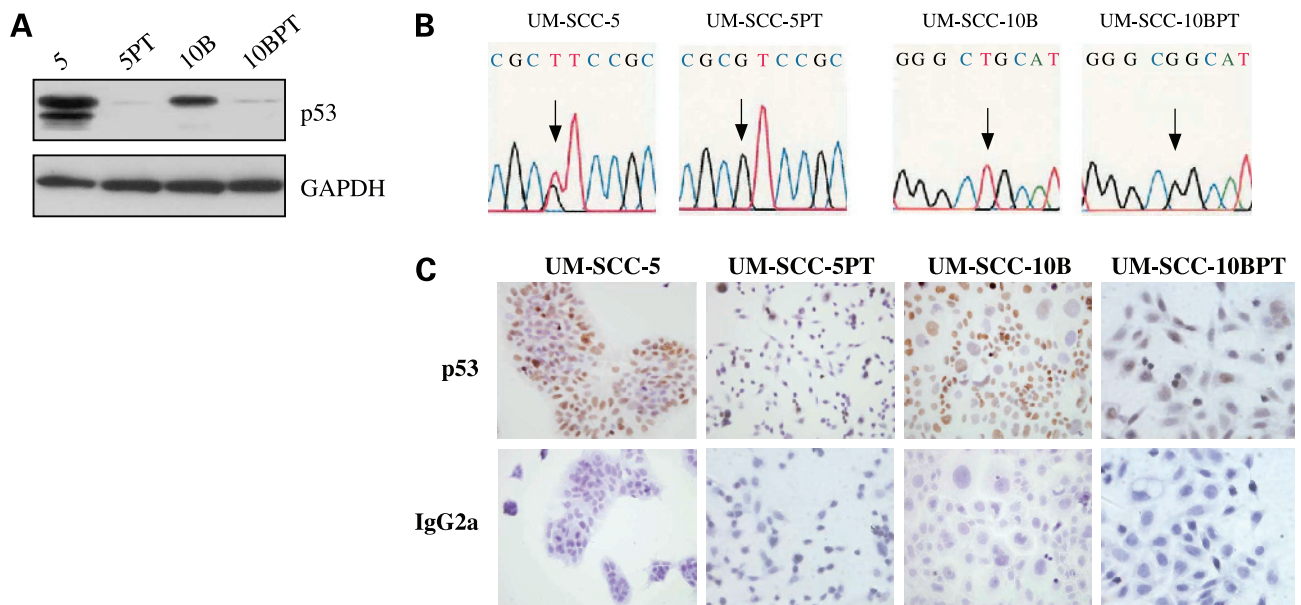 A
5 5PT 10B 10BPT
p53
GAPDH
B
UM-SCC-5 UM-SCC-5PT UM-SCC-10B UM-SCC-10BPT
C G C T T C C G C C G C G T C C G C G G G C T G C A T G G G C G G C A T
C
UM-SCC-5 UM-SCC-5PT UM-SCC-10B UM-SCC-10BPT
p53
IgG2a